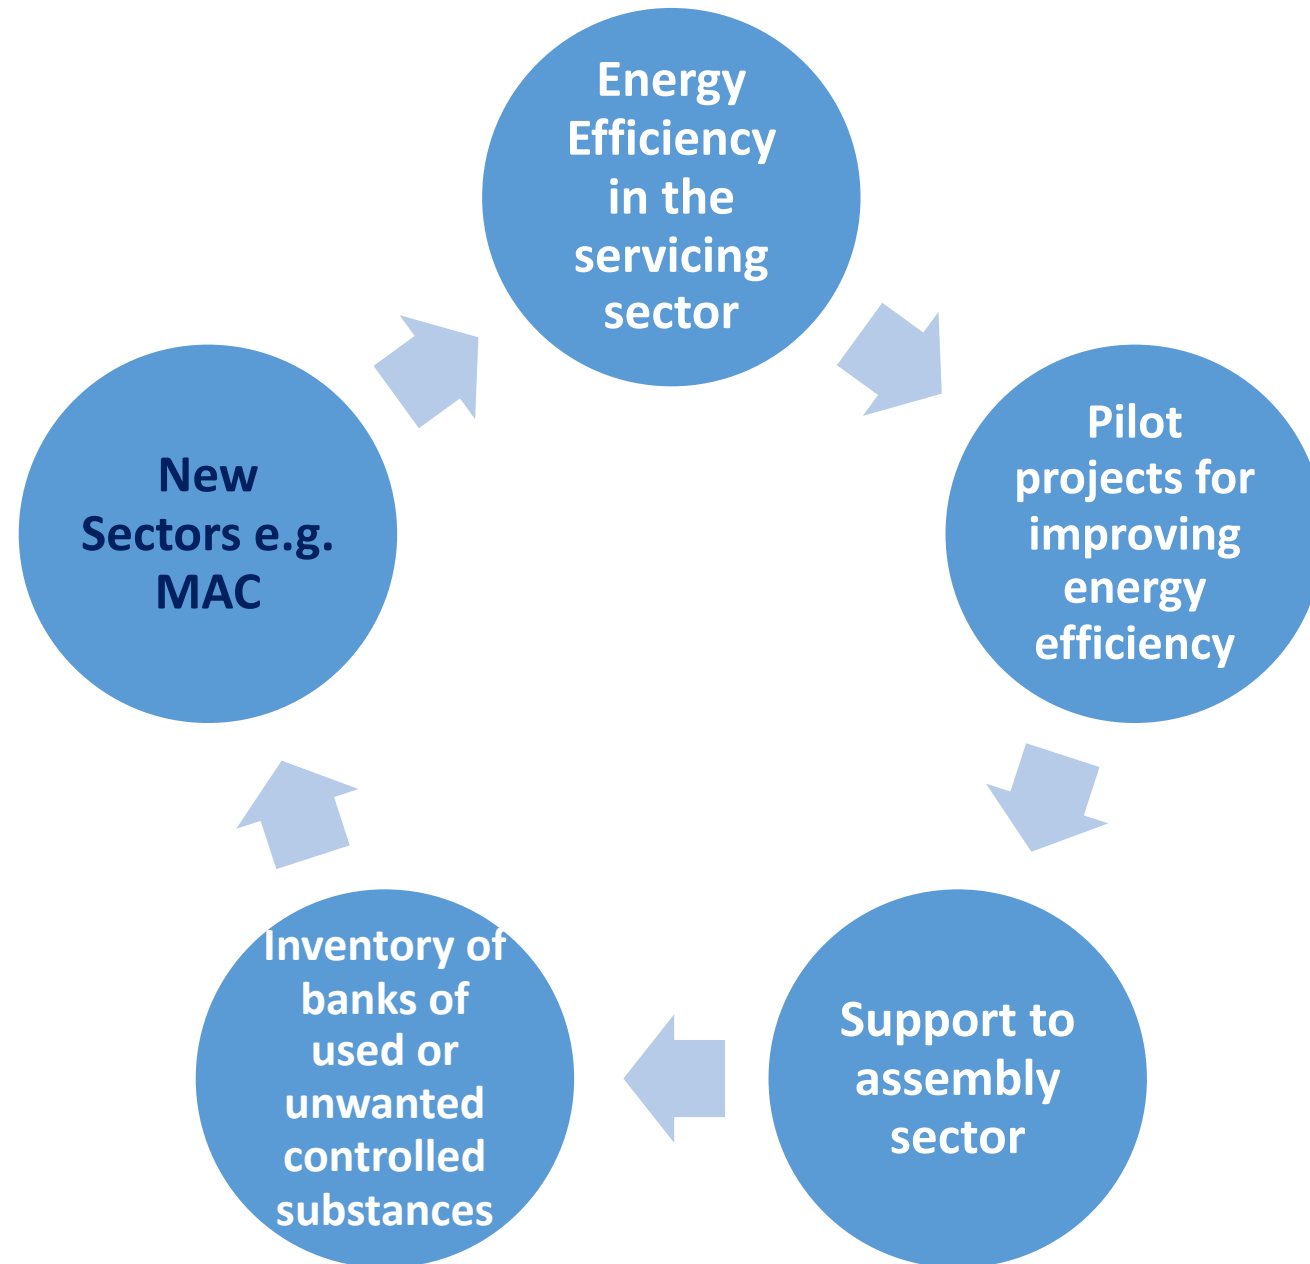 Energy
Efficiency
in the
servicing
sector
Pilot
projects for
improving
energy
efficiency
Support to
assembly
sector
Inventory of
banks of
used or
unwanted
controlled
substances
New
Sectors e.g.
MAC